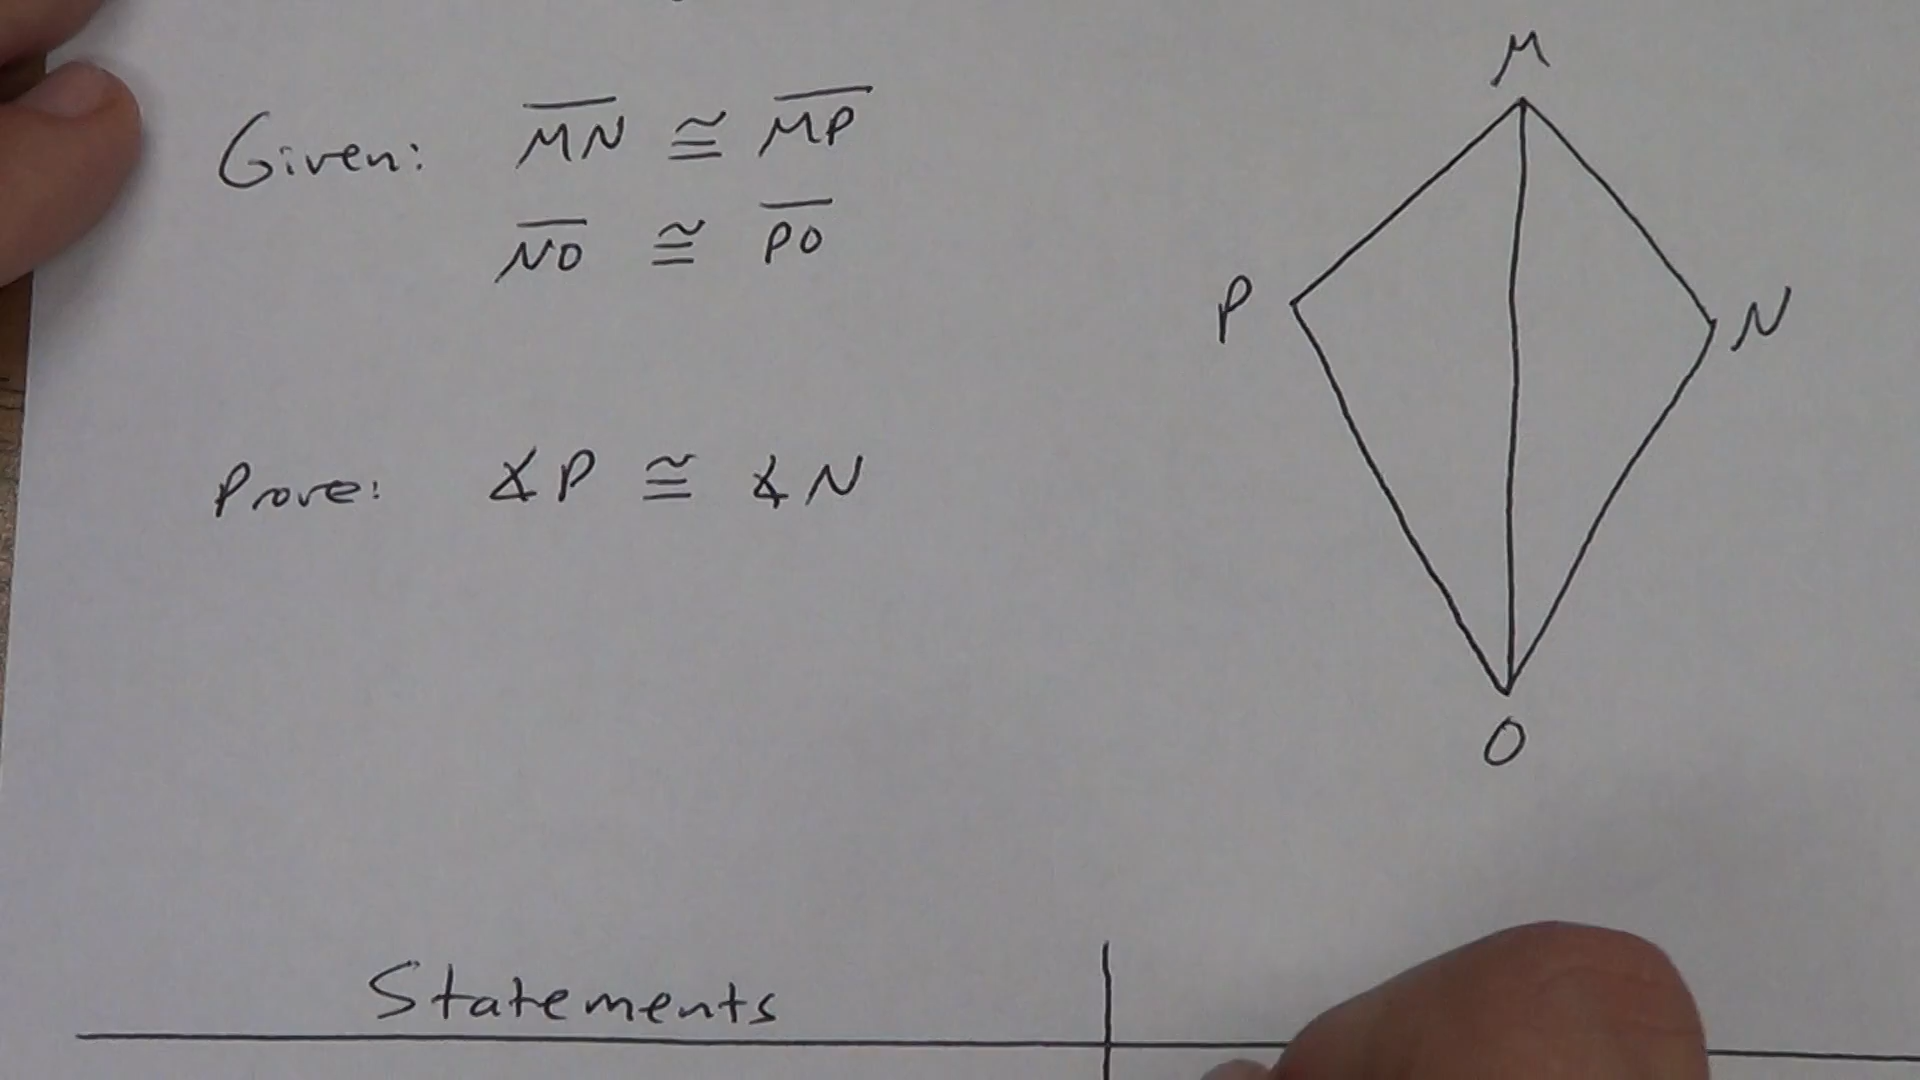 Given: M̅N̅ ≅ M̅P̅
N̅O̅ ≅ P̅O̅
Prove: ∡P ≅ ∡N
M
P
N
O
Statements